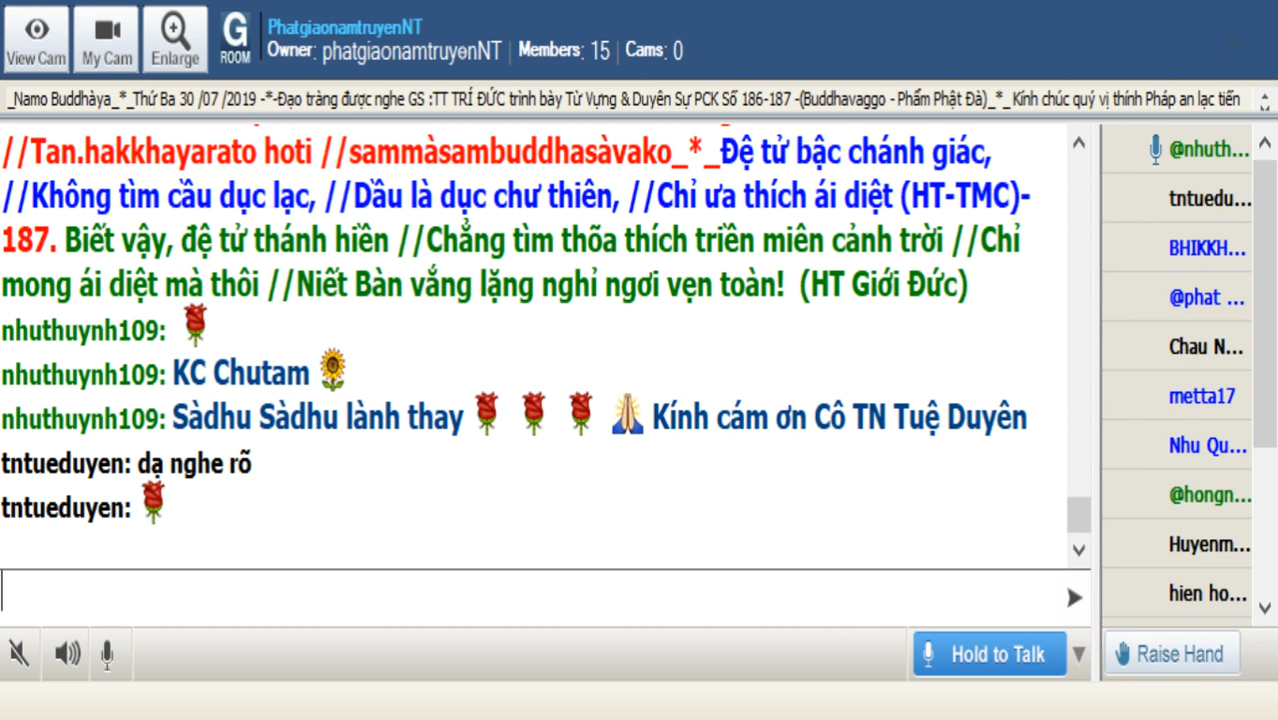 View Cam
My Cam
Enlarge
G
ROOM
PhatgiaonamtruyenNT
Owner: phatgiaonamtruyenNT | Members: 15 | Cams: 0
_Namo Buddhàya_*_Thứ Ba 30 /07 /2019 -*-Đạo tràng được nghe GS :TT TRÍ ĐỨC trình bày Từ Vựng & Duyên Sự PCK Số 186-187 -(Buddhavaggo - Phẩm Phật Đà)_*_ Kính chúc quý vị thính Pháp an lạc tiến
//Tan.hakkhayarato hoti //sammàsambuddhasàvako_*_Đệ tử bậc chánh giác,
//Không tìm cầu dục lạc, //Dầu là dục chư thiên, //Chỉ ưa thích ái diệt (HT-TMC)-
187. Biết vậy, đệ tử thánh hiền //Chẳng tìm thõa thích triền miên cảnh trời //Chỉ
mong ái diệt mà thôi //Niết Bàn vắng lặng nghỉ ngơi vẹn toàn! (HT Giới Đức)
nhuthuynh109:
nhuthuynh109: KC Chutam
nhuthuynh109: Sàdhu Sàdhu lành thay Kính cám ơn Cô TN Tuệ Duyên
tntueduyen: dạ nghe rõ
tntueduyen:
@nhuth...
tntuedu...
BHIKKH...
@phat ...
Chau N...
metta17
Nhu Qu...
@hongn...
Huyenm...
hien ho...
Hold to Talk
Raise Hand